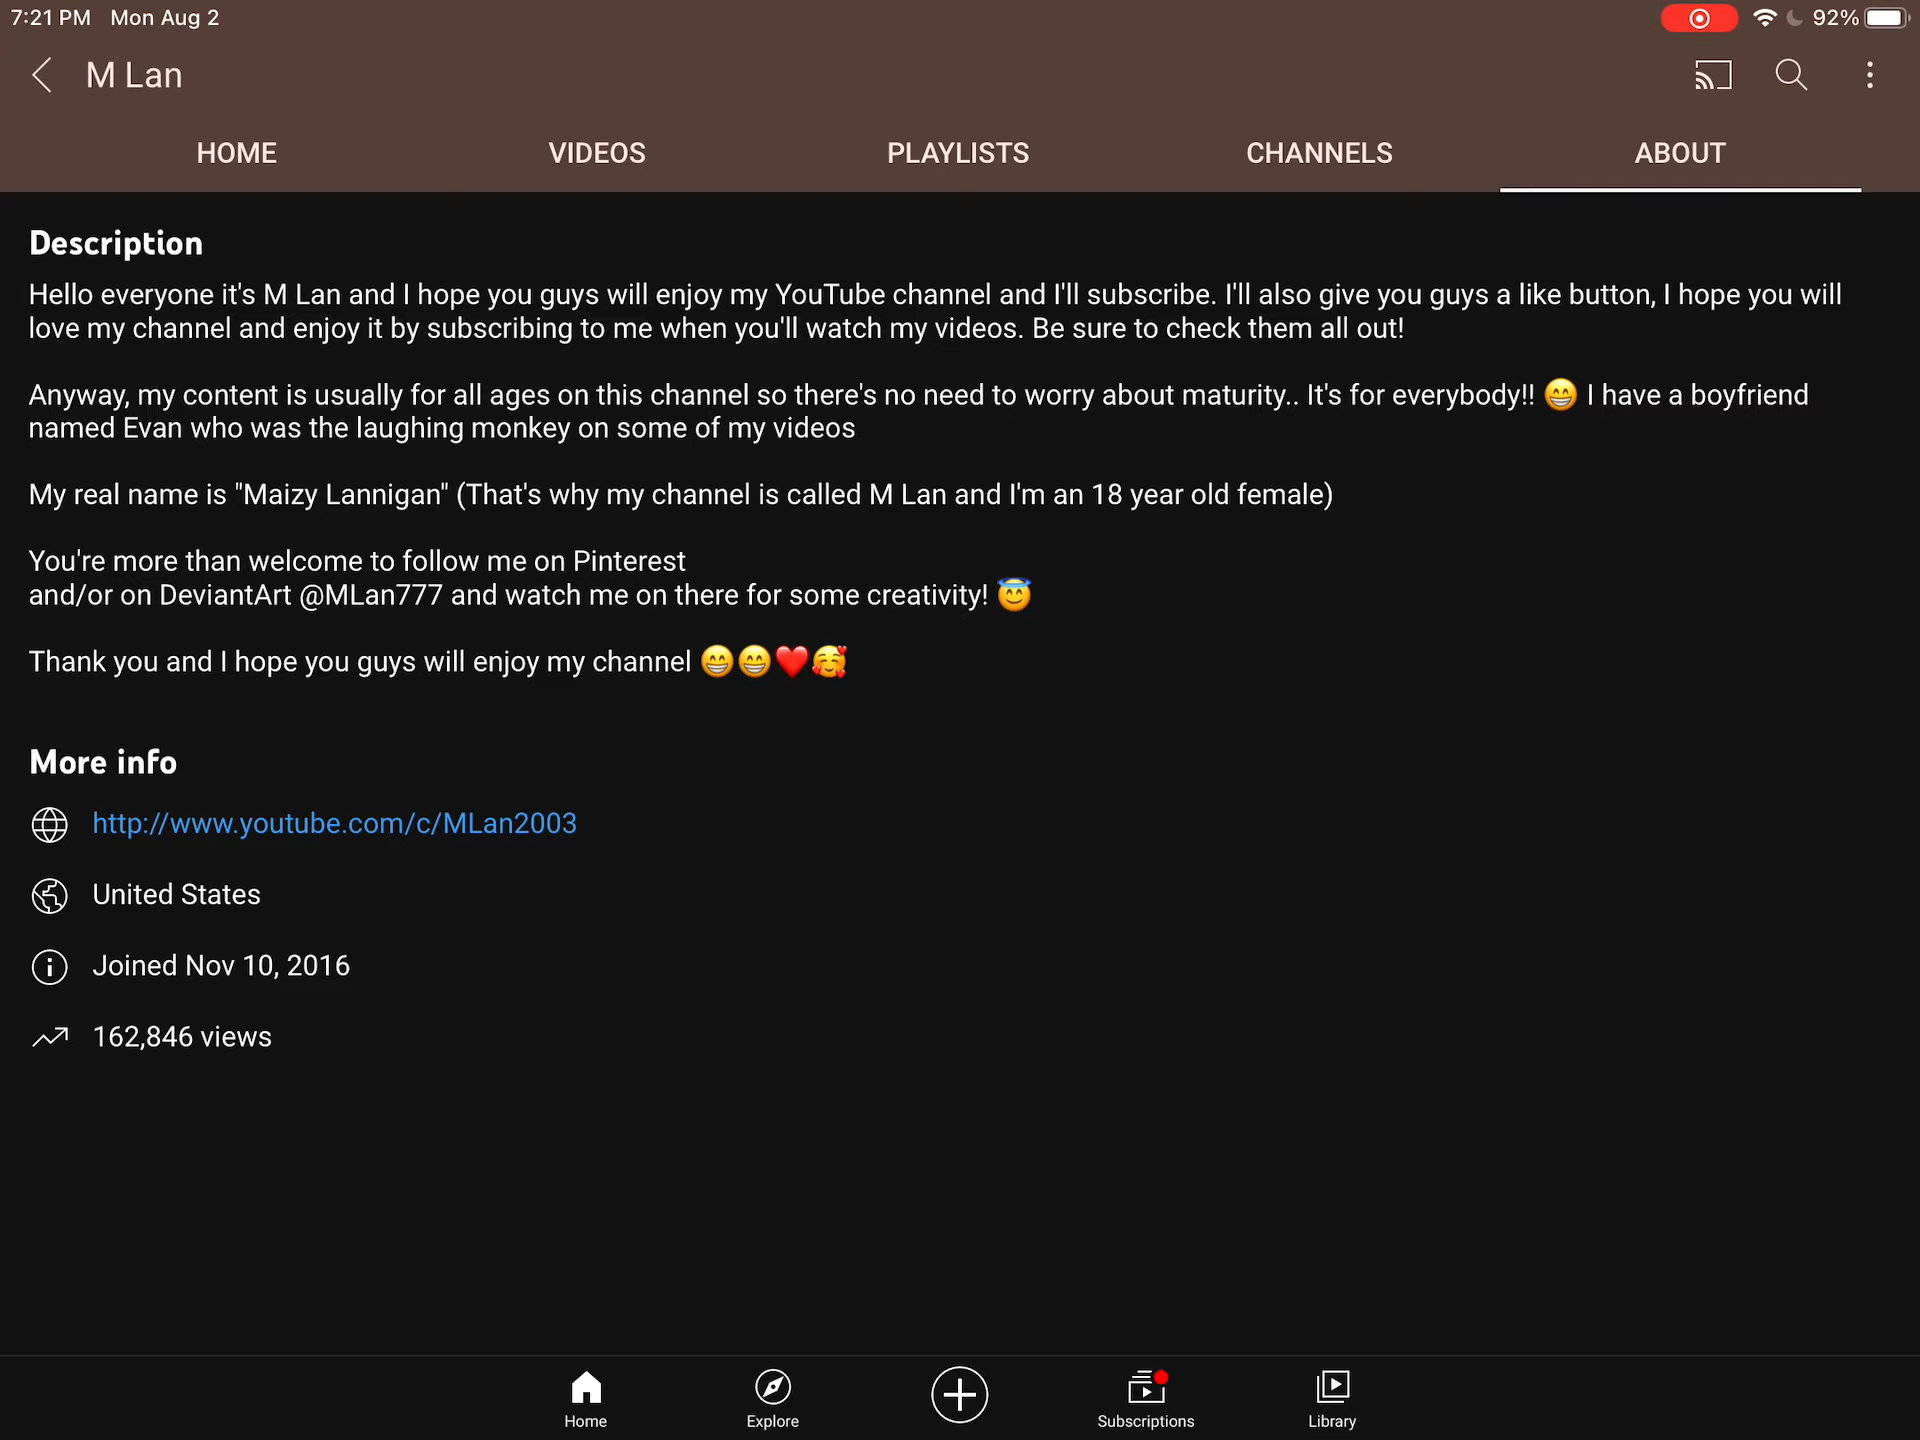 7:21 PM Mon Aug 2 92%
M Lan
HOME VIDEOS PLAYLISTS CHANNELS ABOUT
Description
Hello everyone it's M Lan and I hope you guys will enjoy my YouTube channel and I'll subscribe. I'll also give you guys a like button, I hope you will
love my channel and enjoy it by subscribing to me when you'll watch my videos. Be sure to check them all out!
Anyway, my content is usually for all ages on this channel so there's no need to worry about maturity.. It's for everybody!! 😁 I have a boyfriend
named Evan who was the laughing monkey on some of my videos
My real name is "Maizy Lannigan" (That's why my channel is called M Lan and I'm an 18 year old female)
You're more than welcome to follow me on Pinterest
and/or on DeviantArt @MLan777 and watch me on there for some creativity! 😇
Thank you and I hope you guys will enjoy my channel 😁😁❤️🥰
More info
http://www.youtube.com/c/MLan2003
United States
Joined Nov 10, 2016
162,846 views
Home Explore Subscriptions Library